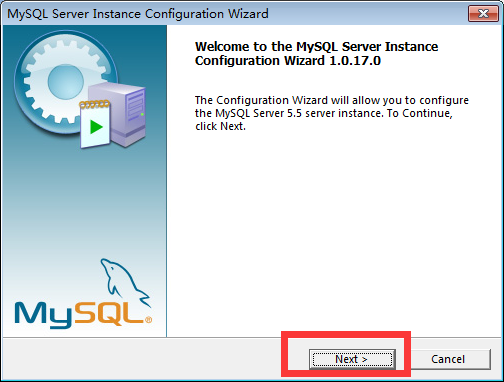 MySQL Server Instance Configuration Wizard
Welcome to the MySQL Server Instance
Configuration Wizard 1.0.17.0
The Configuration Wizard will allow you to configure
the MySQL Server 5.5 server instance. To Continue,
click Next.
MySQL®
Next >
Cancel